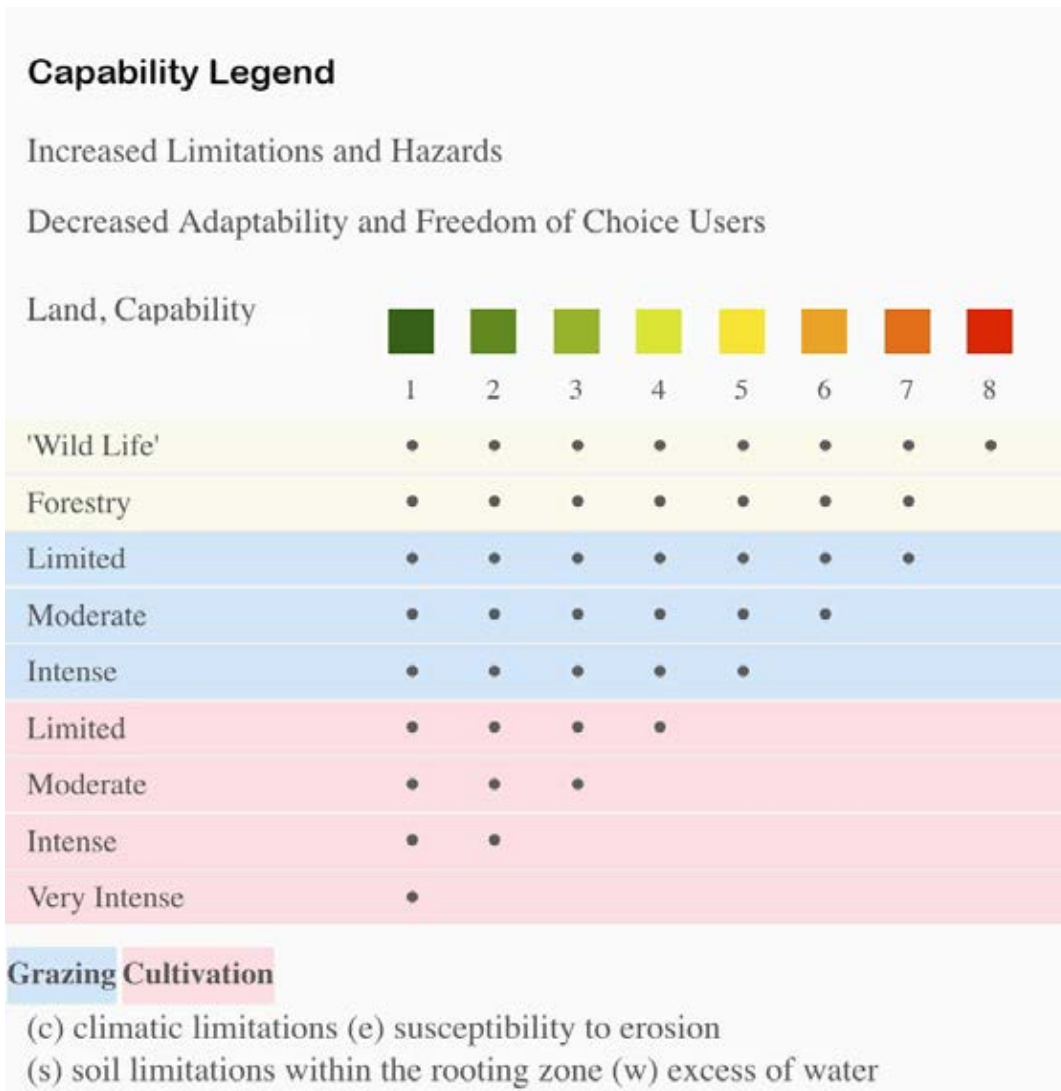 Capability Legend
Increased Limitations and Hazards
Decreased Adaptability and Freedom of Choice Users
Land, Capability
1 2 3 4 5 6 7 8
'Wild Life' • • • • • • • •
Forestry • • • • • • •
Limited • • • • • • •
Moderate • • • • • •
Intense • • • • •
Limited • • • •
Moderate • • •
Intense • •
Very Intense •
Grazing Cultivation
(c) climatic limitations (e) susceptibility to erosion
(s) soil limitations within the rooting zone (w) excess of water